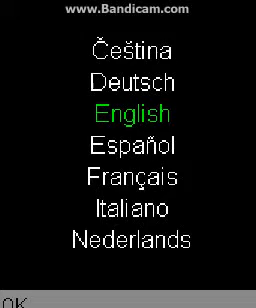 www.Bandicam.com
Čeština
Deutsch
English
Español
Français
Italiano
Nederlands
OK